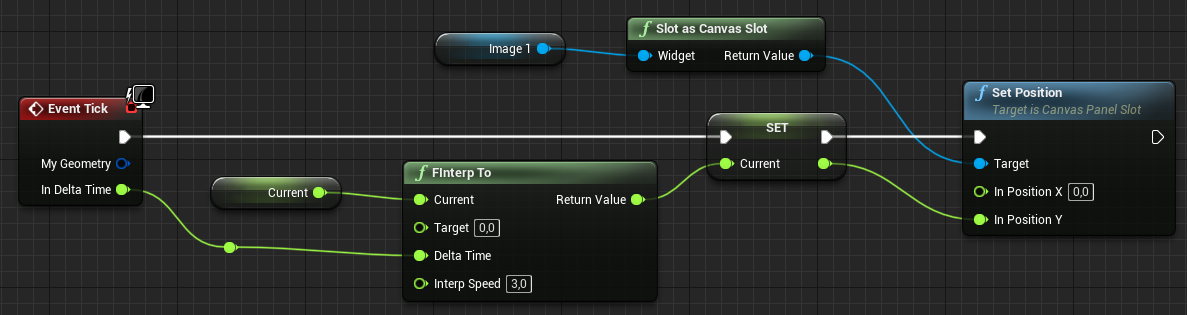 Image 1
f Slot as Canvas Slot
Widget Return Value
Event Tick
My Geometry
In Delta Time
Current
f FInterp To
Current Return Value
Target 0,0
Delta Time
Interp Speed 3,0
SET
Current
f Set Position
Target is Canvas Panel Slot
Target
In Position X 0,0
In Position Y